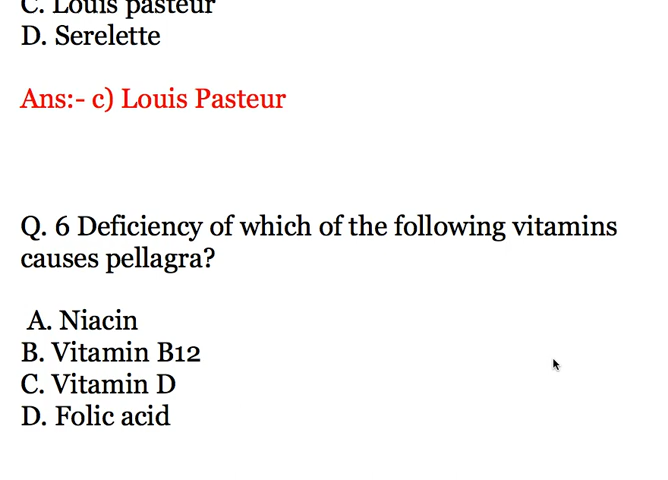 C. Louis pasteur
D. Serelette
Ans:- c) Louis Pasteur
Q. 6 Deficiency of which of the following vitamins
causes pellagra?
A. Niacin
B. Vitamin B12
C. Vitamin D
D. Folic acid